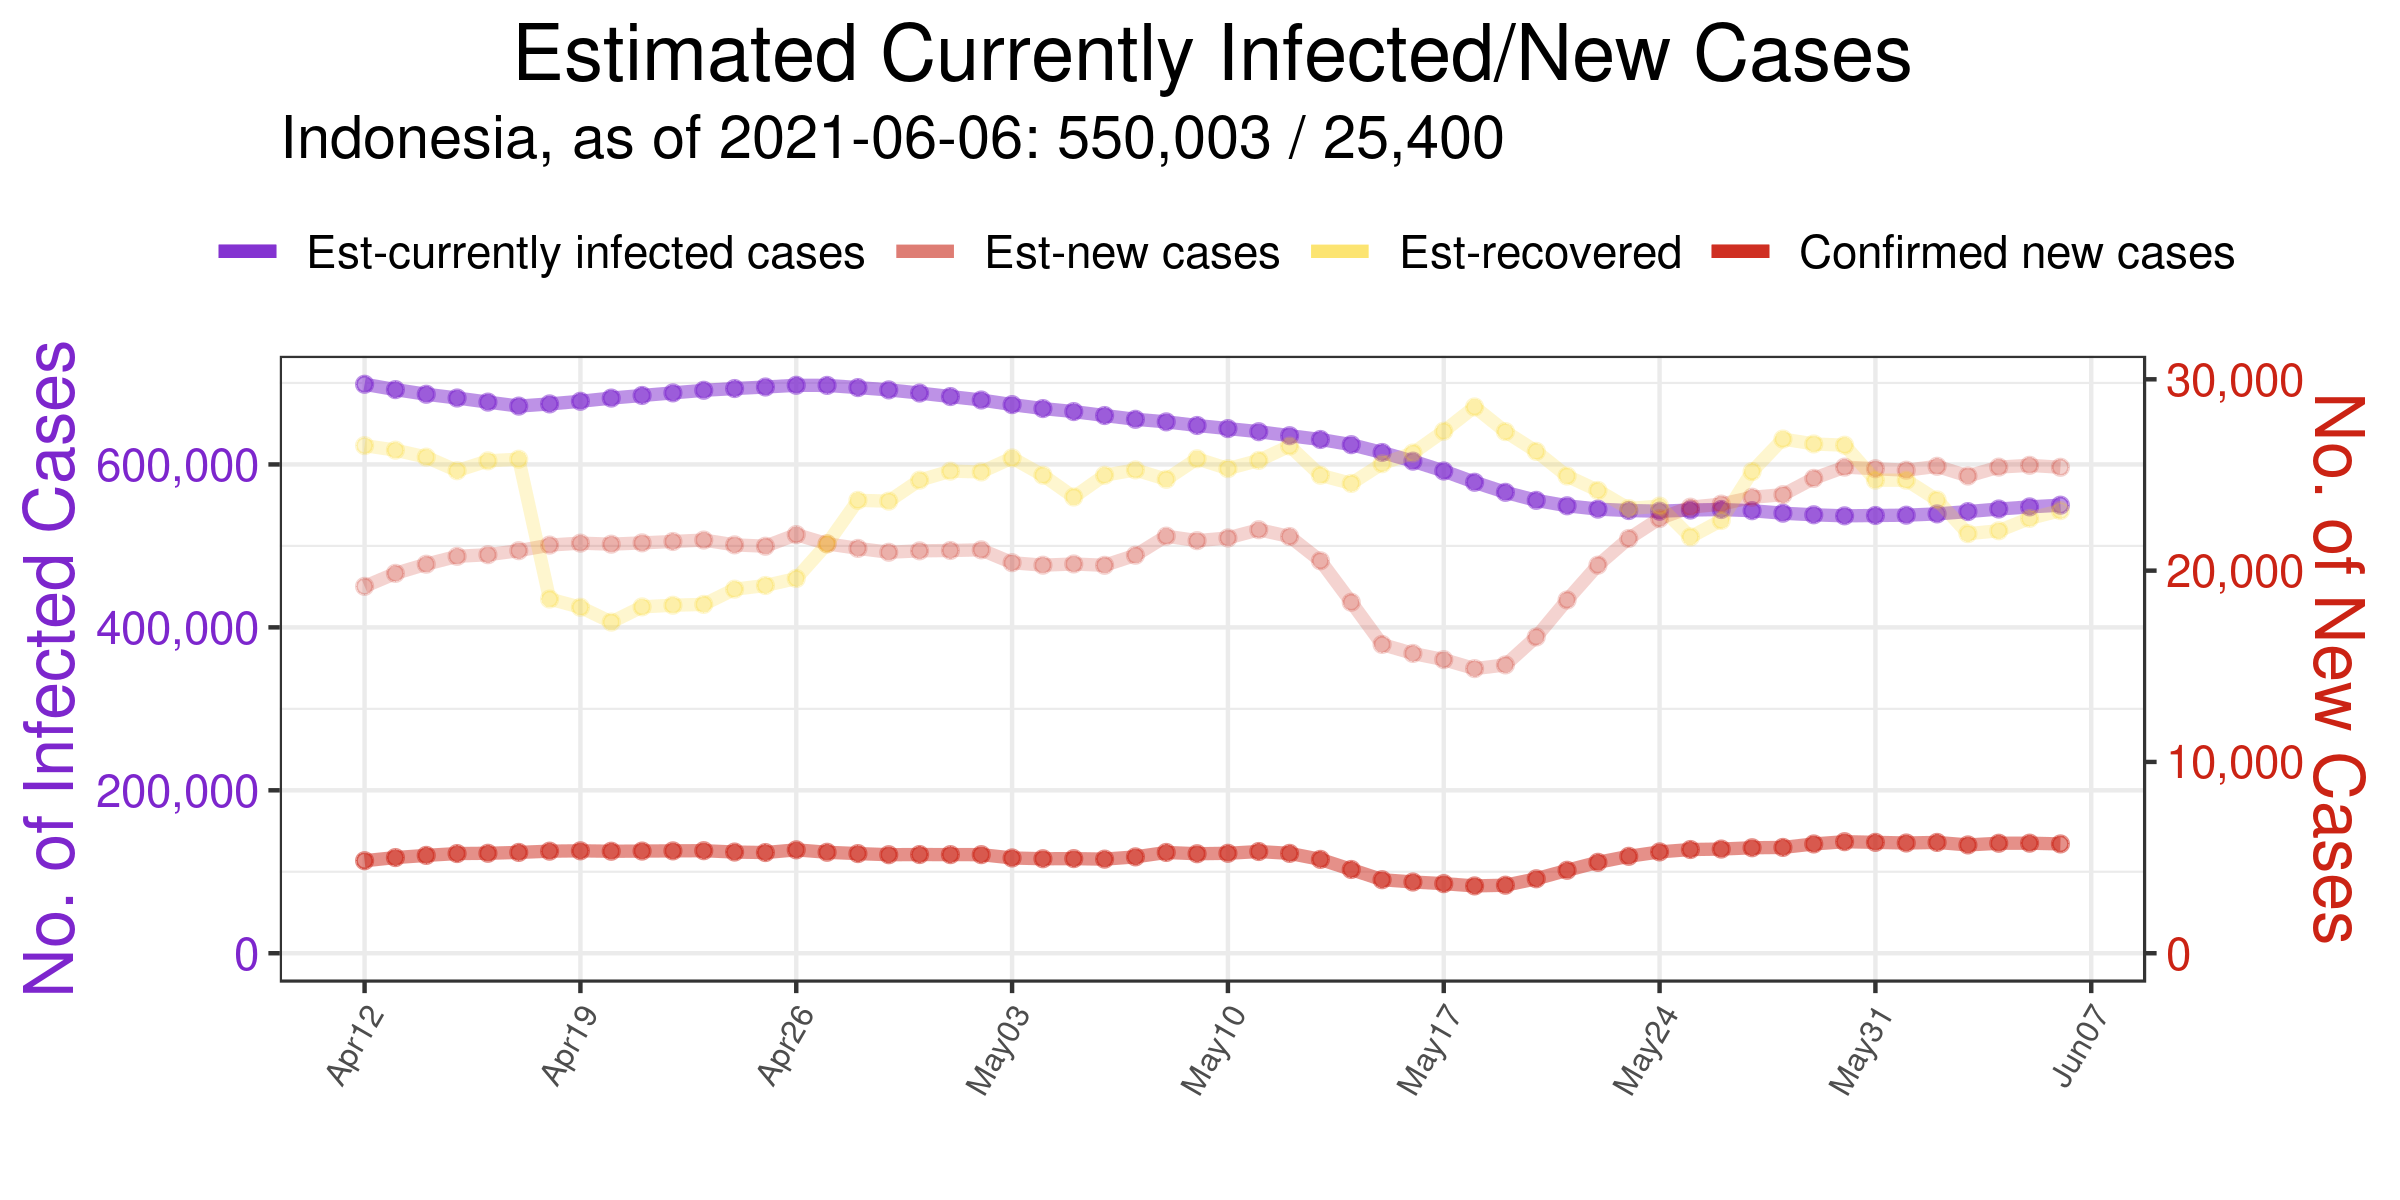 Estimated Currently Infected/New Cases
Indonesia, as of 2021-06-06: 550,003 / 25,400
Est-currently infected cases Est-new cases Est-recovered Confirmed new cases
No. of Infected Cases
600,000
400,000
200,000
0
30,000
20,000
10,000
0
No. of New Cases
Apr12 Apr19 Apr26 May03 May10 May17 May24 May31 Jun07